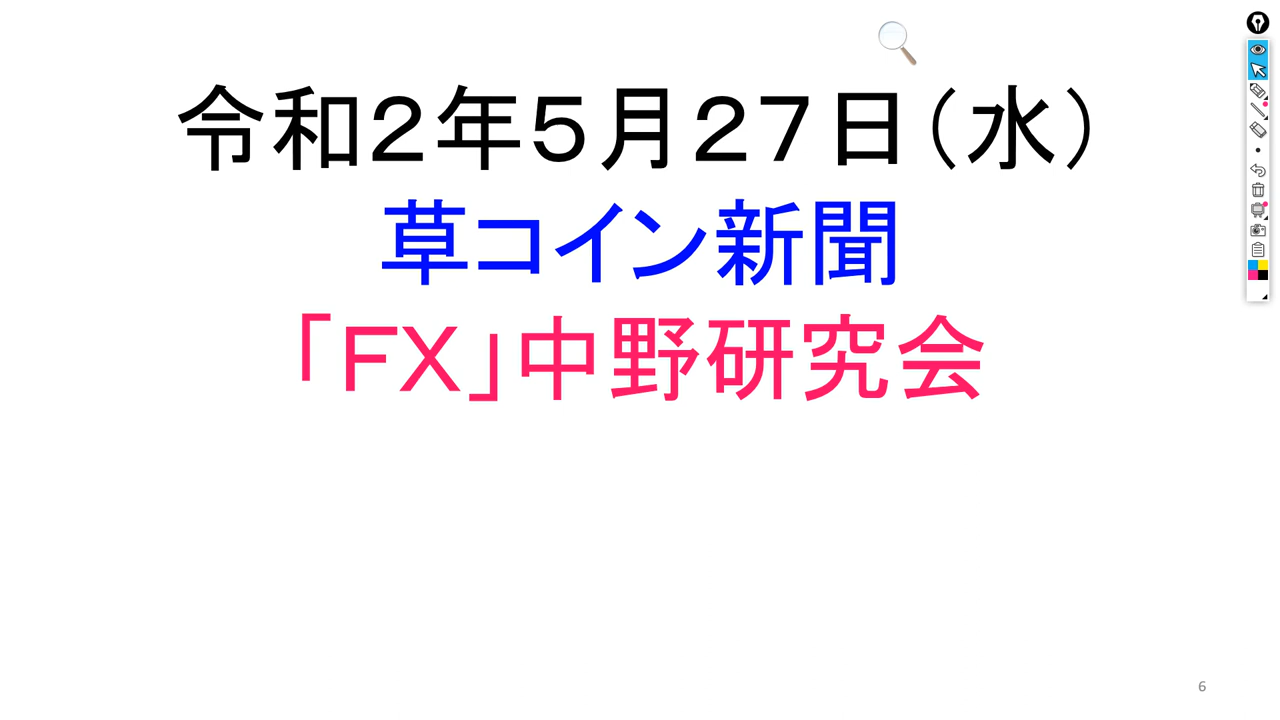 令和２年５月２７日（水）
草コイン新聞
「ＦＸ」中野研究会
6